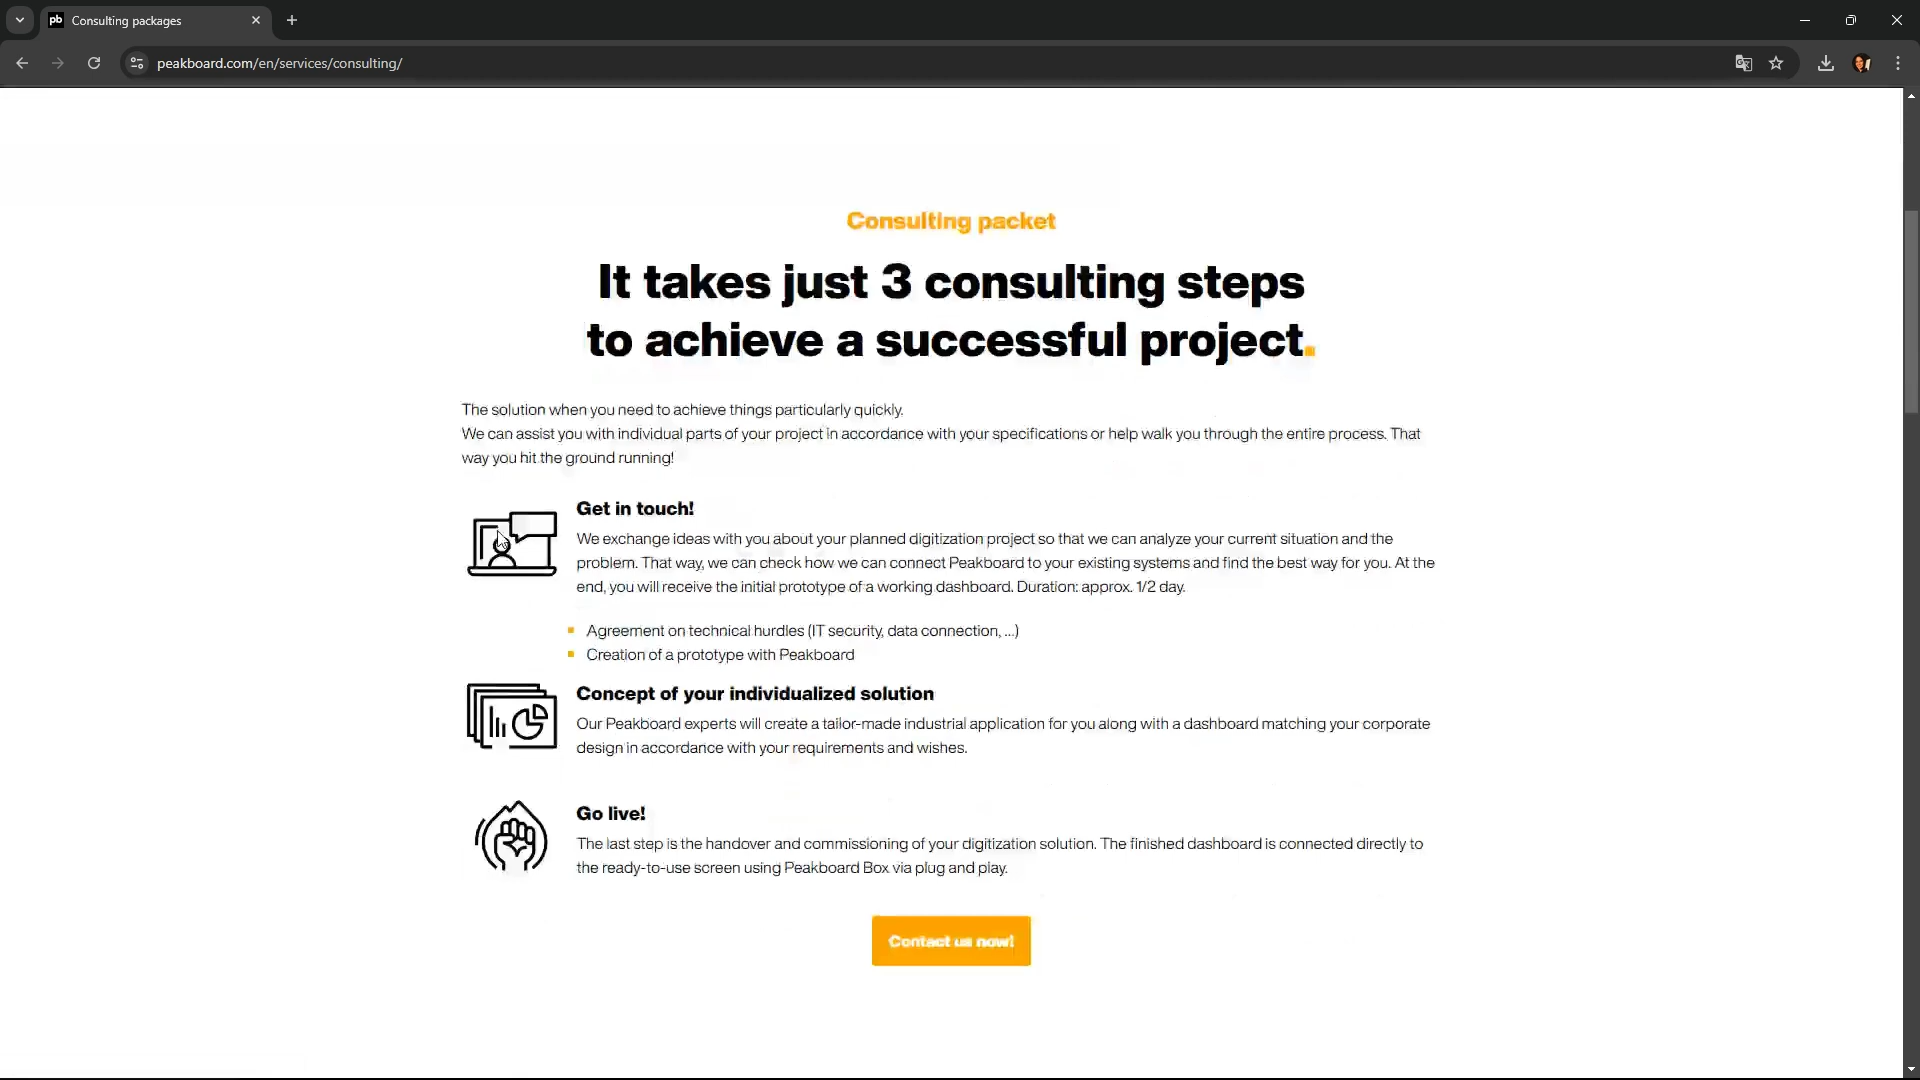 pb Consulting packages
peakboard.com/en/services/consulting/
Consulting packet
It takes just 3 consulting steps
to achieve a successful project.
The solution when you need to achieve things particularly quickly.
We can assist you with individual parts of your project in accordance with your specifications or help walk you through the entire process. That
way you hit the ground running!
Get in touch!
We exchange ideas with you about your planned digitization project so that we can analyze your current situation and the
problem. That way, we can check how we can connect Peakboard to your existing systems and find the best way for you. At the
end, you will receive the initial prototype of a working dashboard. Duration: approx. 1/2 day.
Agreement on technical hurdles (IT security, data connection, ...)
Creation of a prototype with Peakboard
Concept of your individualized solution
Our Peakboard experts will create a tailor-made industrial application for you along with a dashboard matching your corporate
design in accordance with your requirements and wishes.
Go live!
The last step is the handover and commissioning of your digitization solution. The finished dashboard is connected directly to
the ready-to-use screen using Peakboard Box via plug and play.
Contact us now!